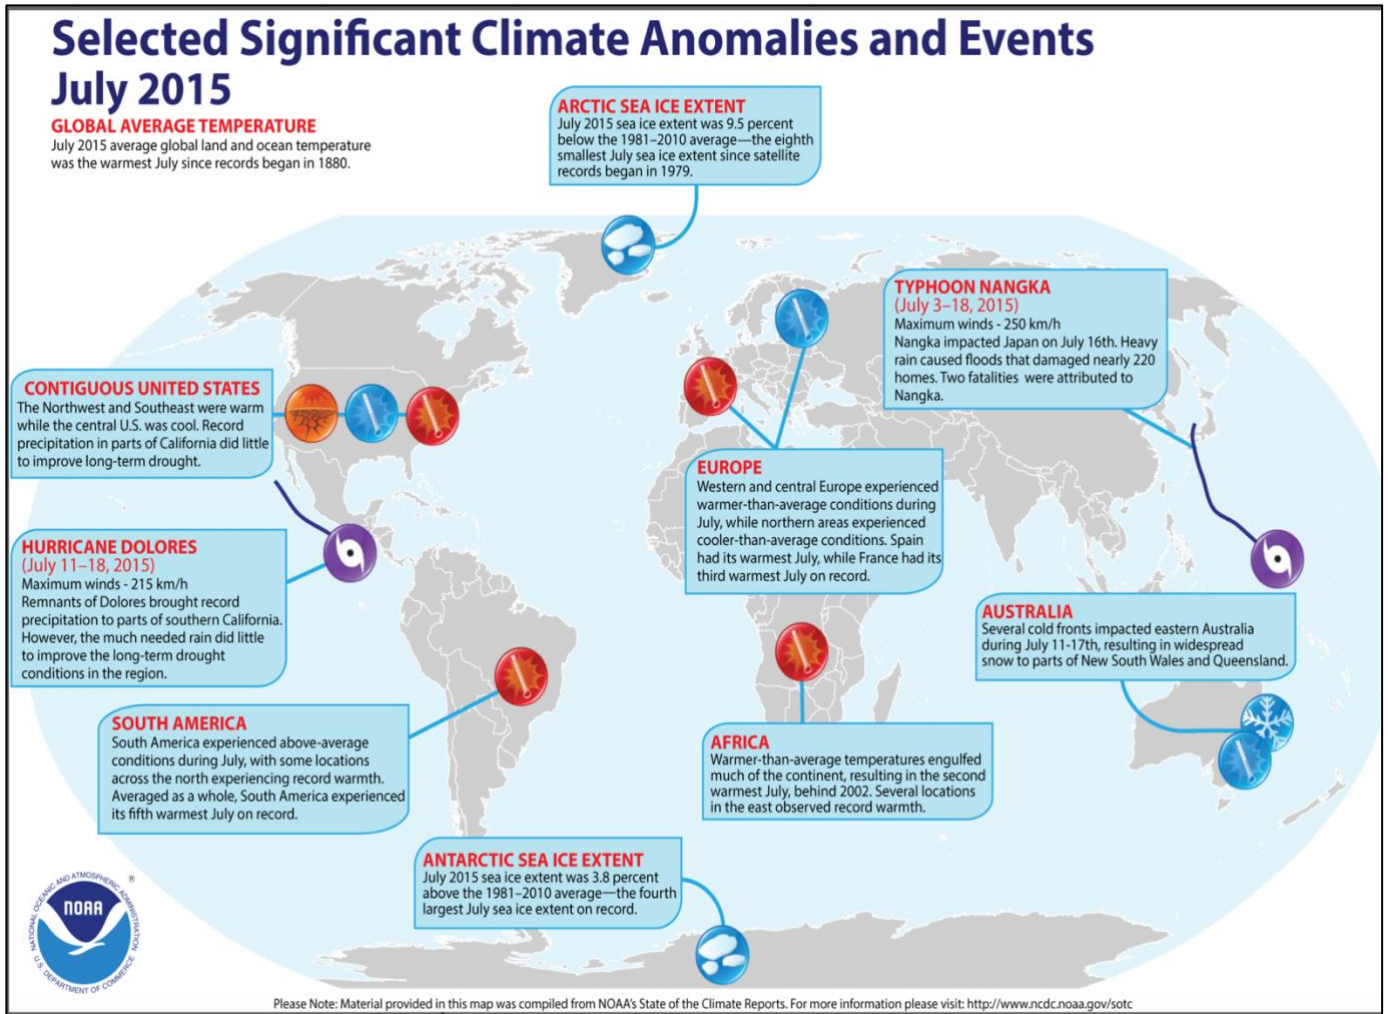 Selected Significant Climate Anomalies and Events
July 2015
GLOBAL AVERAGE TEMPERATURE
July 2015 average global land and ocean temperature
was the warmest July since records began in 1880.
ARCTIC SEA ICE EXTENT
July 2015 sea ice extent was 9.5 percent
below the 1981–2010 average—the eighth
smallest July sea ice extent since satellite
records began in 1979.
TYPHOON NANGKA
(July 3–18, 2015)
Maximum winds - 250 km/h
Nangka impacted Japan on July 16th. Heavy
rain caused floods that damaged nearly 220
homes. Two fatalities were attributed to
Nangka.
CONTIGUOUS UNITED STATES
The Northwest and Southeast were warm
while the central U.S. was cool. Record
precipitation in parts of California did little
to improve long-term drought.
EUROPE
Western and central Europe experienced
warmer-than-average conditions during
July, while northern areas experienced
cooler-than-average conditions. Spain
had its warmest July, while France had its
third warmest July on record.
HURRICANE DOLORES
(July 11–18, 2015)
Maximum winds - 215 km/h
Remnants of Dolores brought record
precipitation to parts of southern California.
However, the much needed rain did little
to improve the long-term drought
conditions in the region.
AUSTRALIA
Several cold fronts impacted eastern Australia
during July 11-17th, resulting in widespread
snow to parts of New South Wales and Queensland.
SOUTH AMERICA
South America experienced above-average
conditions during July, with some locations
across the north experiencing record warmth.
Averaged as a whole, South America experienced
its fifth warmest July on record.
AFRICA
Warmer-than-average temperatures engulfed
much of the continent, resulting in the second
warmest July, behind 2002. Several locations
in the east observed record warmth.
ANTARCTIC SEA ICE EXTENT
July 2015 sea ice extent was 3.8 percent
above the 1981–2010 average—the fourth
largest July sea ice extent on record.
NATIONAL OCEANIC AND ATMOSPHERIC ADMINISTRATION
®
NOAA
U.S. DEPARTMENT OF COMMERCE
Please Note: Material provided in this map was compiled from NOAA's State of the Climate Reports. For more information please visit: http://www.ncdc.noaa.gov/sotc